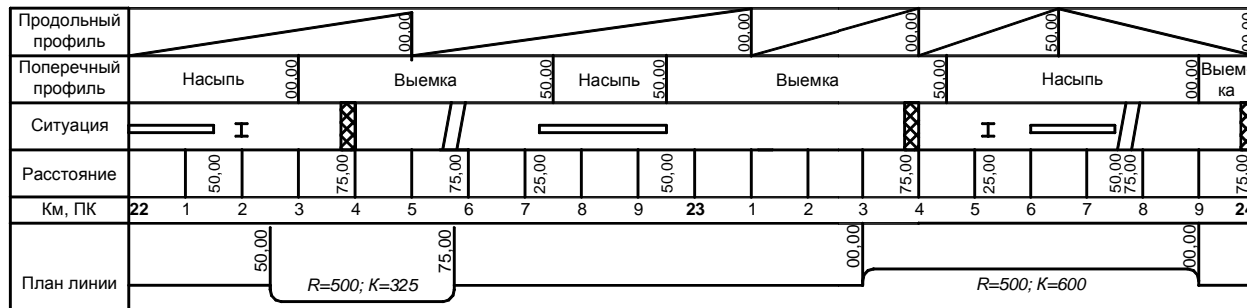 Продольный профиль 00,00 00,00 00,00 50,00 00,00
Поперечный профиль Насыпь 00,00 Выемка 50,00 Насыпь 50,00 Выемка 50,00 Насыпь 00,00 Выем ка
Ситуация
Расстояние 50,00 75,00 75,00 25,00 50,00 75,00 25,00 50,00 75,00 75,00
Км, ПК 22 1 2 3 4 5 6 7 8 9 23 1 2 3 4 5 6 7 8 9 24
План линии 50,00 R=500; К=325 75,00 00,00 R=500; К=600 00,00